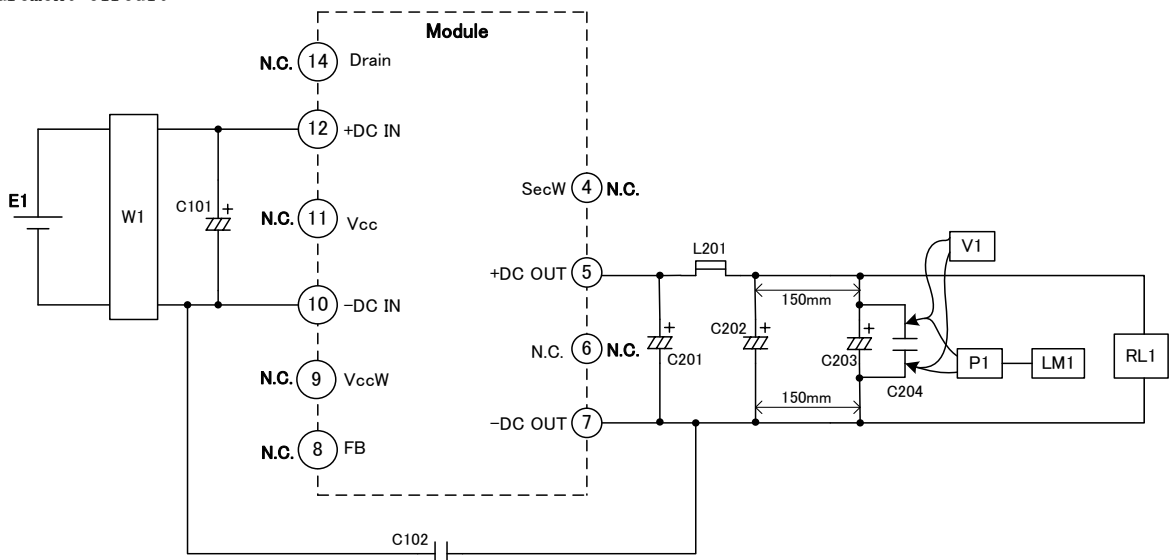 Module
N.C. 14 Drain
12 +DC IN
E1
W1
C101 +
N.C. 11 Vcc
10 -DC IN
N.C. 9 VccW
N.C. 8 FB
SecW 4 N.C.
+DC OUT 5
N.C. 6 N.C.
-DC OUT 7
L201
C201 +
C202 +
150mm
150mm
C203 +
C204
V1
P1
LM1
RL1
C102